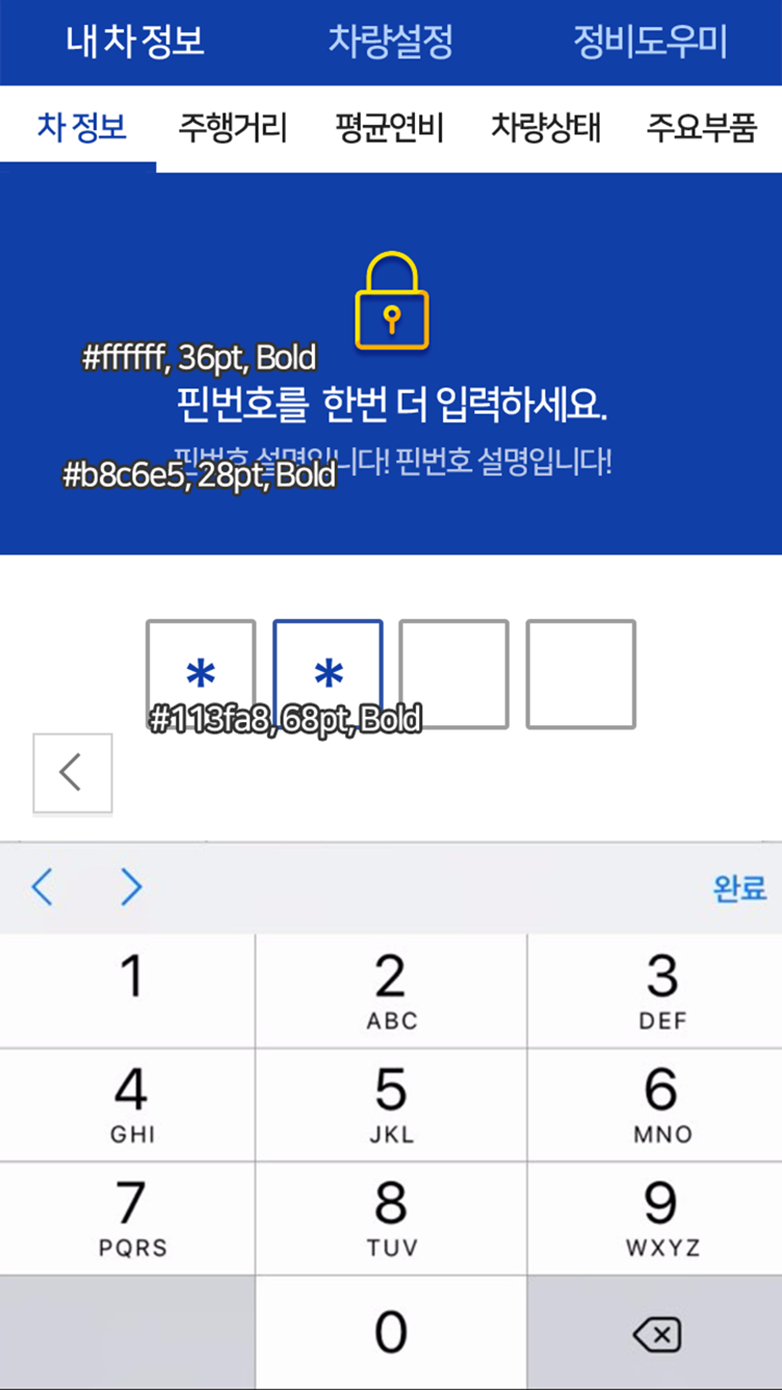 내 차 정보 차량설정 정비도우미
차 정보 주행거리 평균연비 차량상태 주요부품
#ffffff, 36pt, Bold
핀번호를 한번 더 입력하세요.
핀번호 설명입니다! 핀번호 설명입니다!
#b8c6e5, 28pt, Bold
* *
#113fa8, 68pt, Bold
완료
1 2 3
ABC DEF
4 5 6
GHI JKL MNO
7 8 9
PQRS TUV WXYZ
0